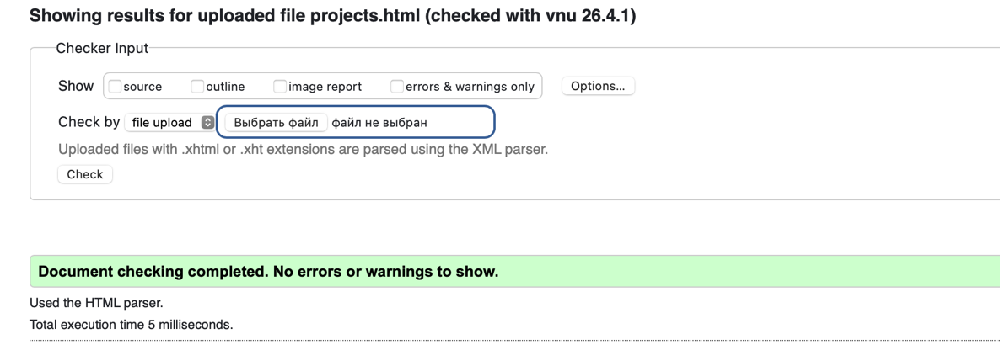 Showing results for uploaded file projects.html (checked with vnu 26.4.1)
Checker Input
Show source outline image report errors & warnings only Options...
Check by file upload Выбрать файл файл не выбран
Uploaded files with .xhtml or .xht extensions are parsed using the XML parser.
Check
Document checking completed. No errors or warnings to show.
Used the HTML parser.
Total execution time 5 milliseconds.